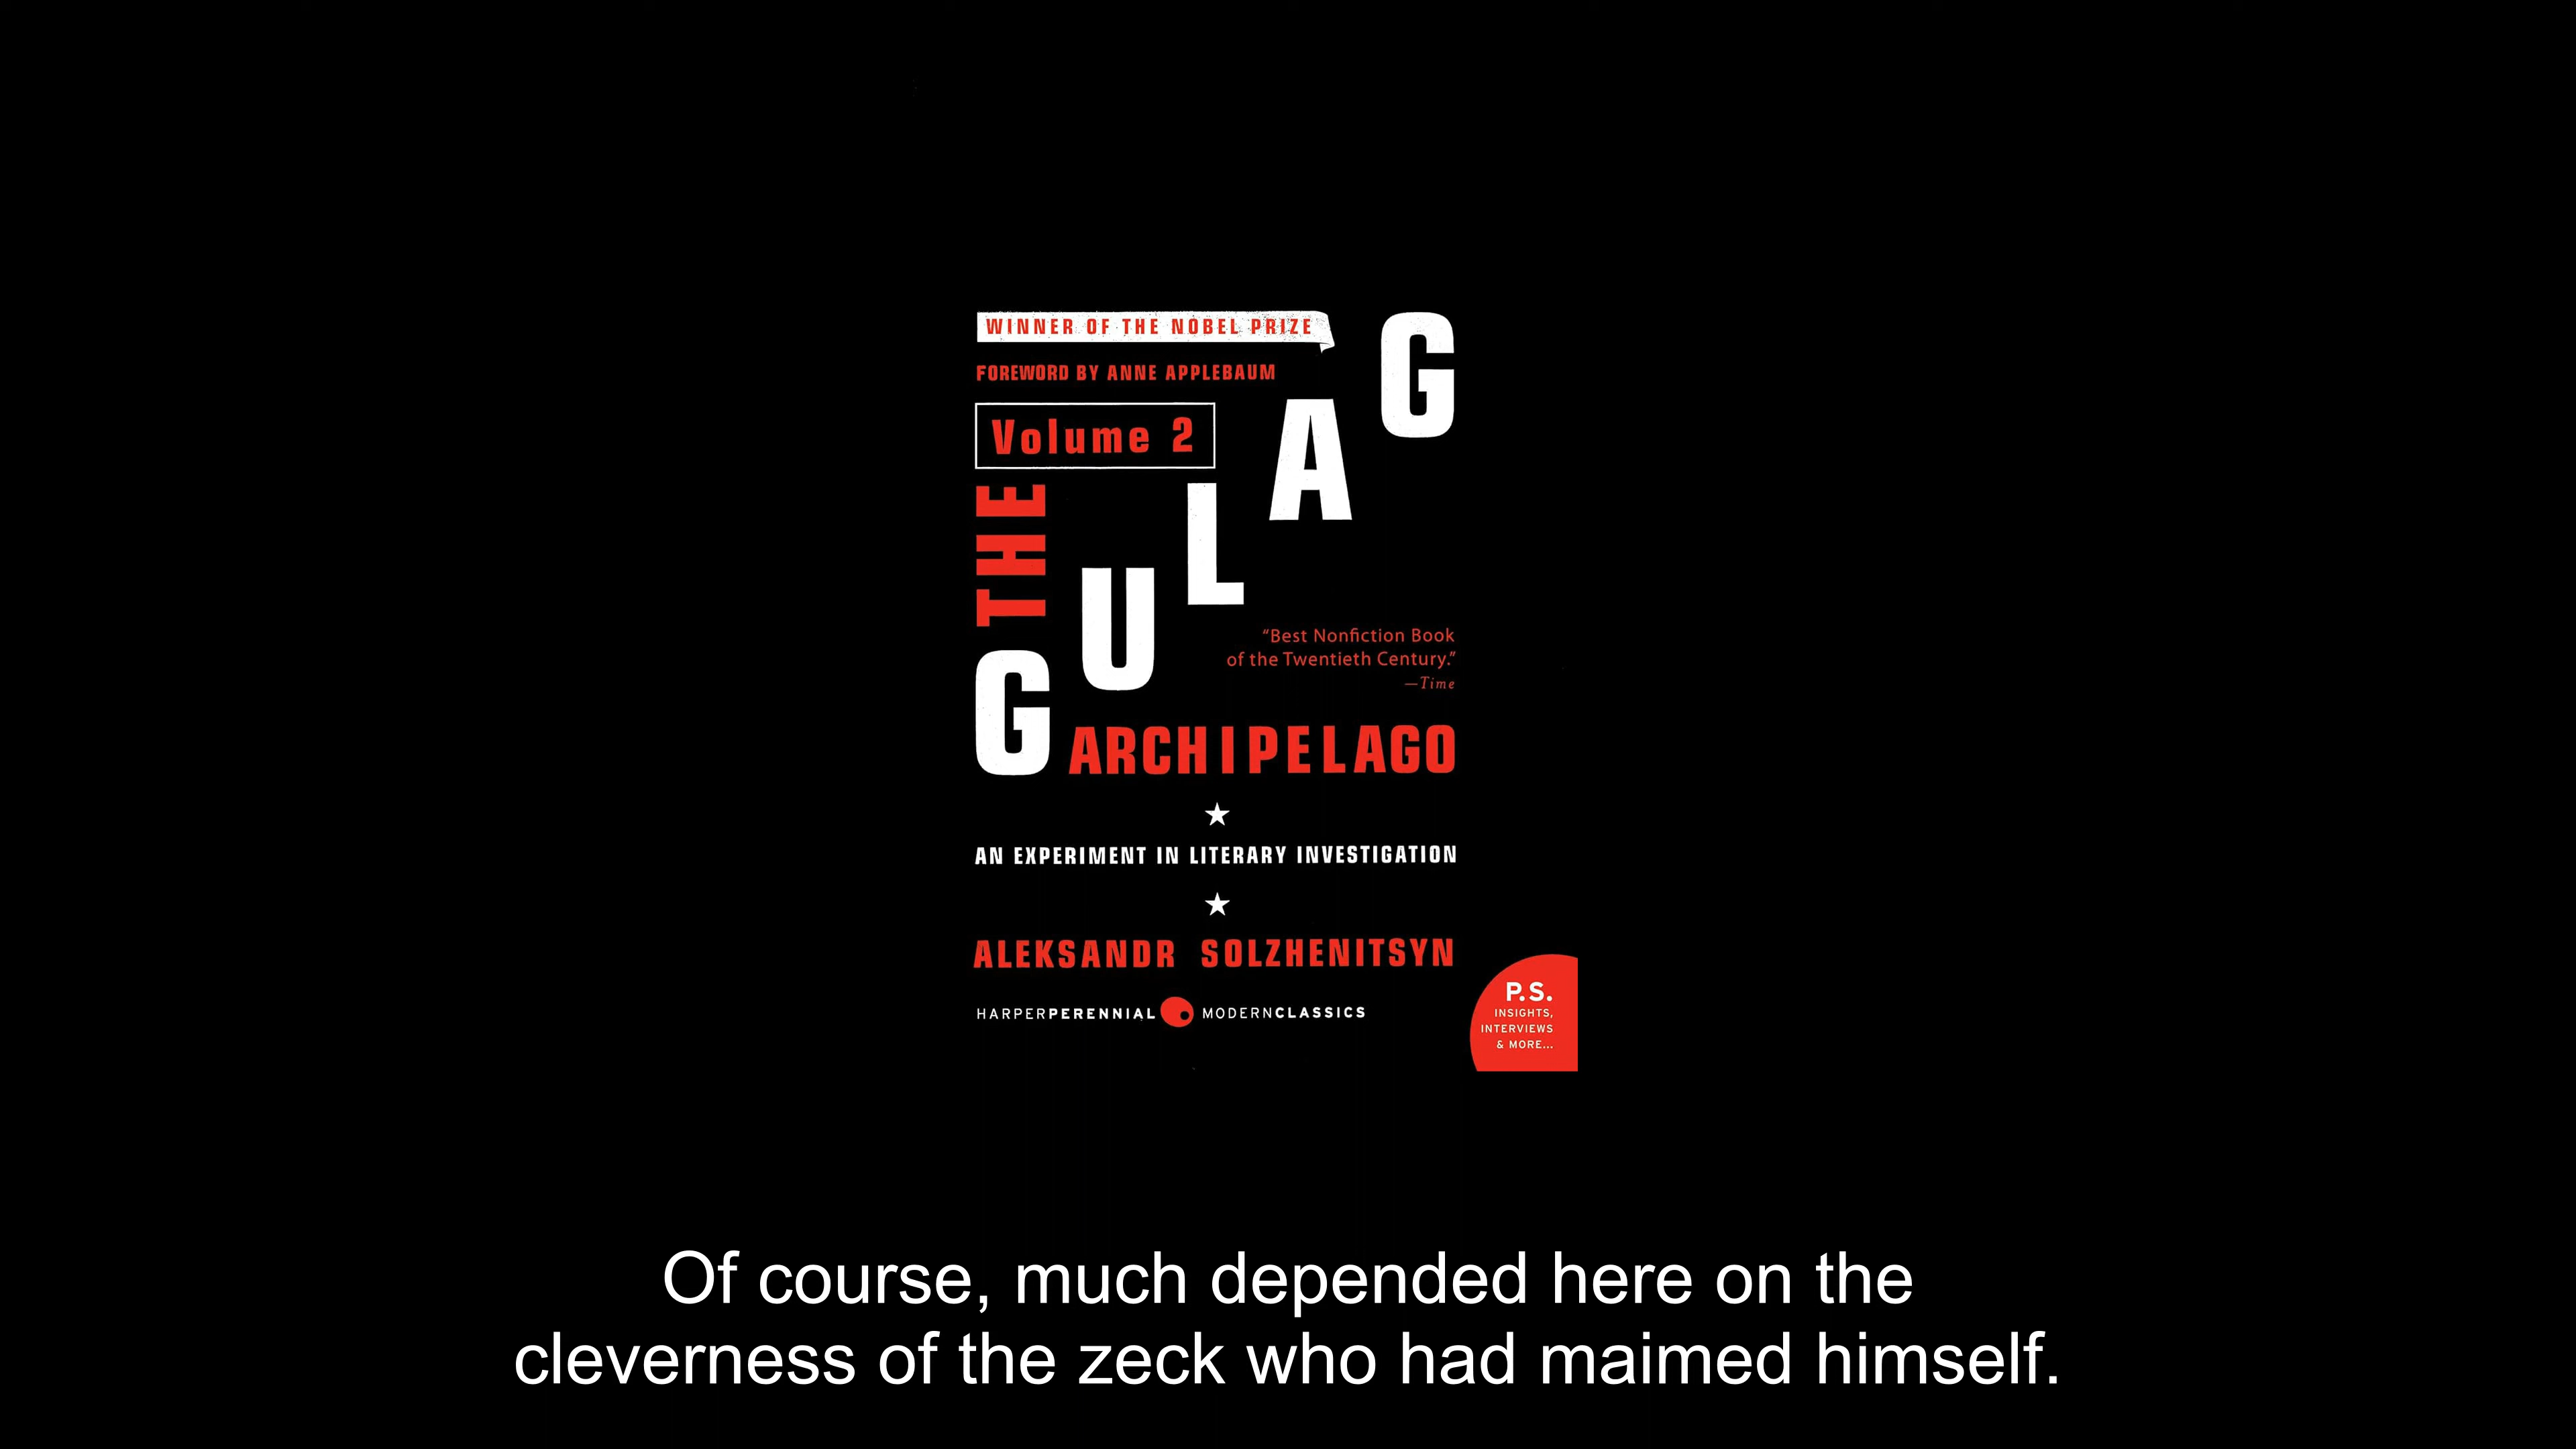 WINNER OF THE NOBEL PRIZE
FOREWORD BY ANNE APPLEBAUM
Volume 2
THE
GULAG
ARCHIPELAGO
“Best Nonfiction Book
of the Twentieth Century.”
—Time
AN EXPERIMENT IN LITERARY INVESTIGATION
ALEKSANDR SOLZHENITSYN
HARPERPERENNIAL MODERNCLASSICS
P.S.
INSIGHTS,
INTERVIEWS
& MORE...
Of course, much depended here on the
cleverness of the zeck who had maimed himself.